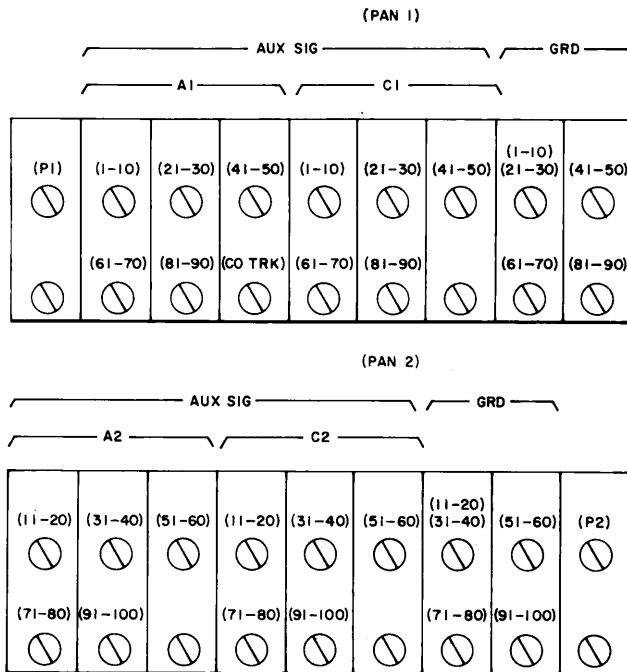 (PAN 1)
AUX SIG GRD
A1 C1
(1-10)
(P1) (1-10) (21-30) (41-50) (1-10) (21-30) (41-50) (21-30) (41-50)
(61-70) (81-90) (CO TRK) (61-70) (81-90) (61-70) (81-90)
(PAN 2)
AUX SIG GRD
A2 C2
(11-20)
(11-20) (31-40) (51-60) (11-20) (31-40) (51-60) (31-40) (51-60) (P2)
(71-80) (91-100) (71-80) (91-100) (71-80) (91-100)